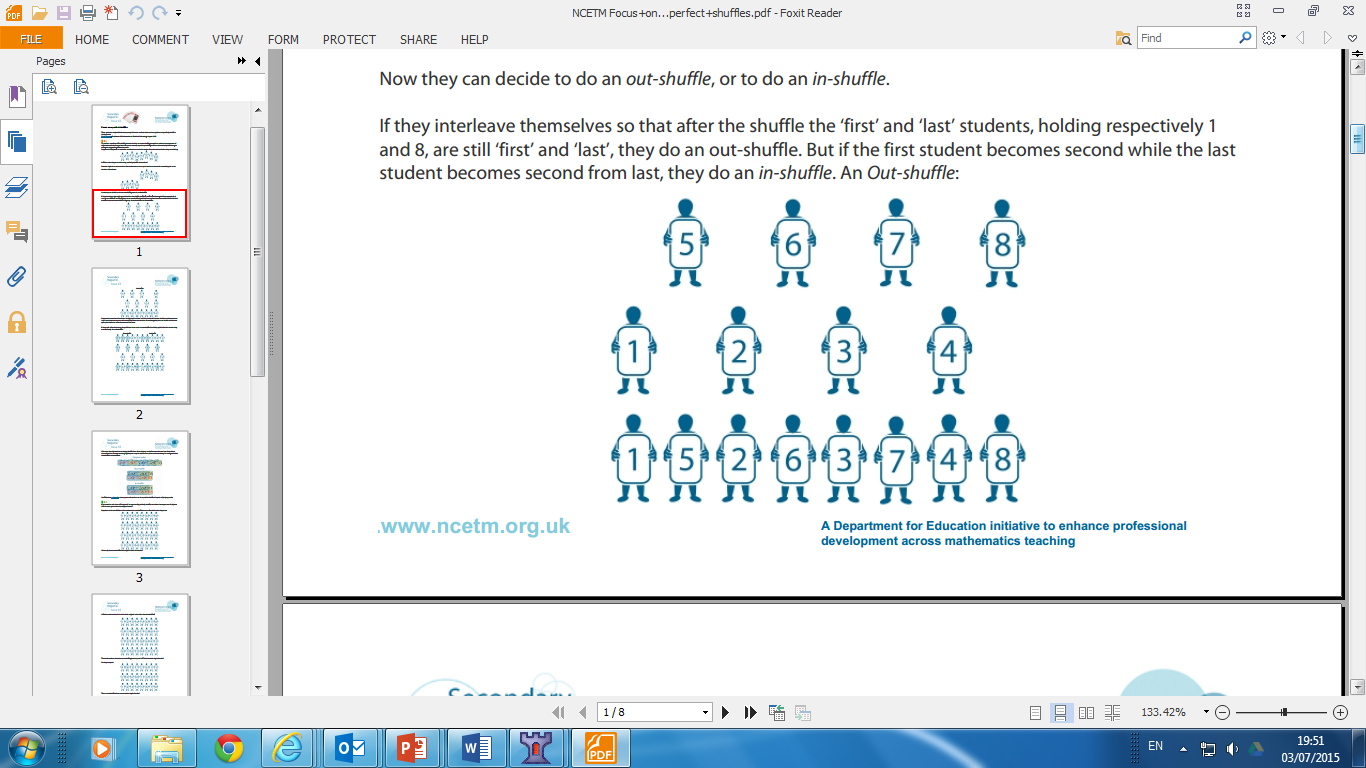 NCETM Focus+on...perfect+shuffles.pdf - Foxit Reader
FILE HOME COMMENT VIEW FORM PROTECT SHARE HELP
Find
Pages
Now they can decide to do an out-shuffle, or to do an in-shuffle.
If they interleave themselves so that after the shuffle the ‘first’ and ‘last’ students, holding respectively 1
and 8, are still ‘first’ and ‘last’, they do an out-shuffle. But if the first student becomes second while the last
student becomes second from last, they do an in-shuffle. An Out-shuffle:
5 6 7 8
1 2 3 4
1 5 2 6 3 7 4 8
www.ncetm.org.uk
A Department for Education initiative to enhance professional
development across mathematics teaching
1
2
3
Secondary
1 / 8
133.42%
EN
19:51
03/07/2015